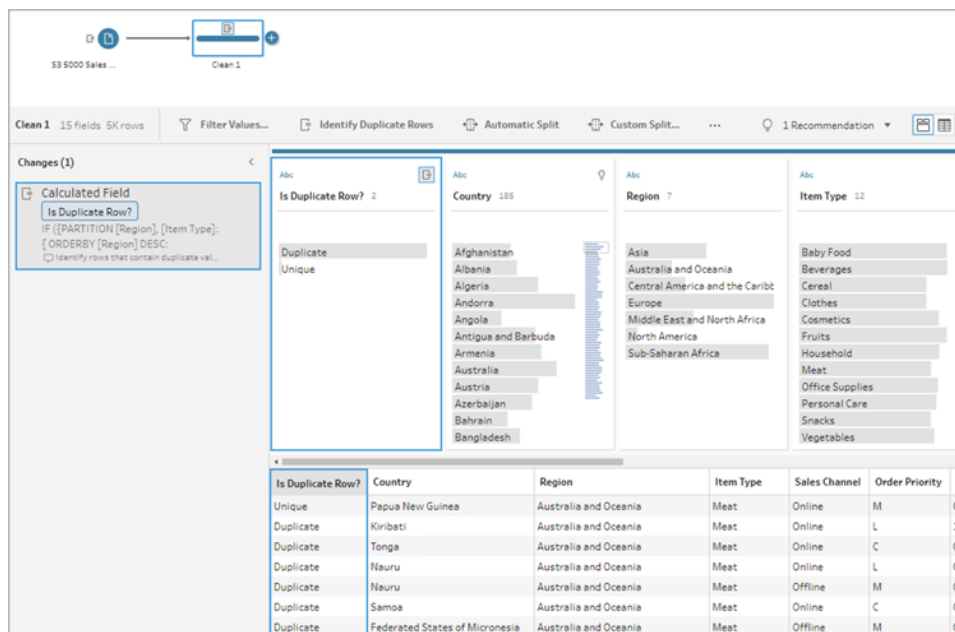 53 5000 Sales ...
Clean 1
Clean 1 15 fields 5K rows Filter Values... Identify Duplicate Rows Automatic Split Custom Split... ... 1 Recommendation
Changes (1)
Calculated Field
Is Duplicate Row?
IF ({PARTITION [Region], [Item Type]:
{ ORDERBY [Region] DESC:
Identify rows that contain duplicate val...
Abc
Is Duplicate Row? 2
Duplicate
Unique
Abc
Country 185
Afghanistan
Albania
Algeria
Andorra
Angola
Antigua and Barbuda
Armenia
Australia
Austria
Azerbaijan
Bahrain
Bangladesh
Abc
Region 7
Asia
Australia and Oceania
Central America and the Caribb
Europe
Middle East and North Africa
North America
Sub-Saharan Africa
Abc
Item Type 12
Baby Food
Beverages
Cereal
Clothes
Cosmetics
Fruits
Household
Meat
Office Supplies
Personal Care
Snacks
Vegetables
Is Duplicate Row? Country Region Item Type Sales Channel Order Priority
Unique Papua New Guinea Australia and Oceania Meat Online M
Duplicate Kiribati Australia and Oceania Meat Online L
Duplicate Tonga Australia and Oceania Meat Online C
Duplicate Nauru Australia and Oceania Meat Online L
Duplicate Nauru Australia and Oceania Meat Offline M
Duplicate Samoa Australia and Oceania Meat Online C
Duplicate Federated States of Micronesia Australia and Oceania Meat Offline M